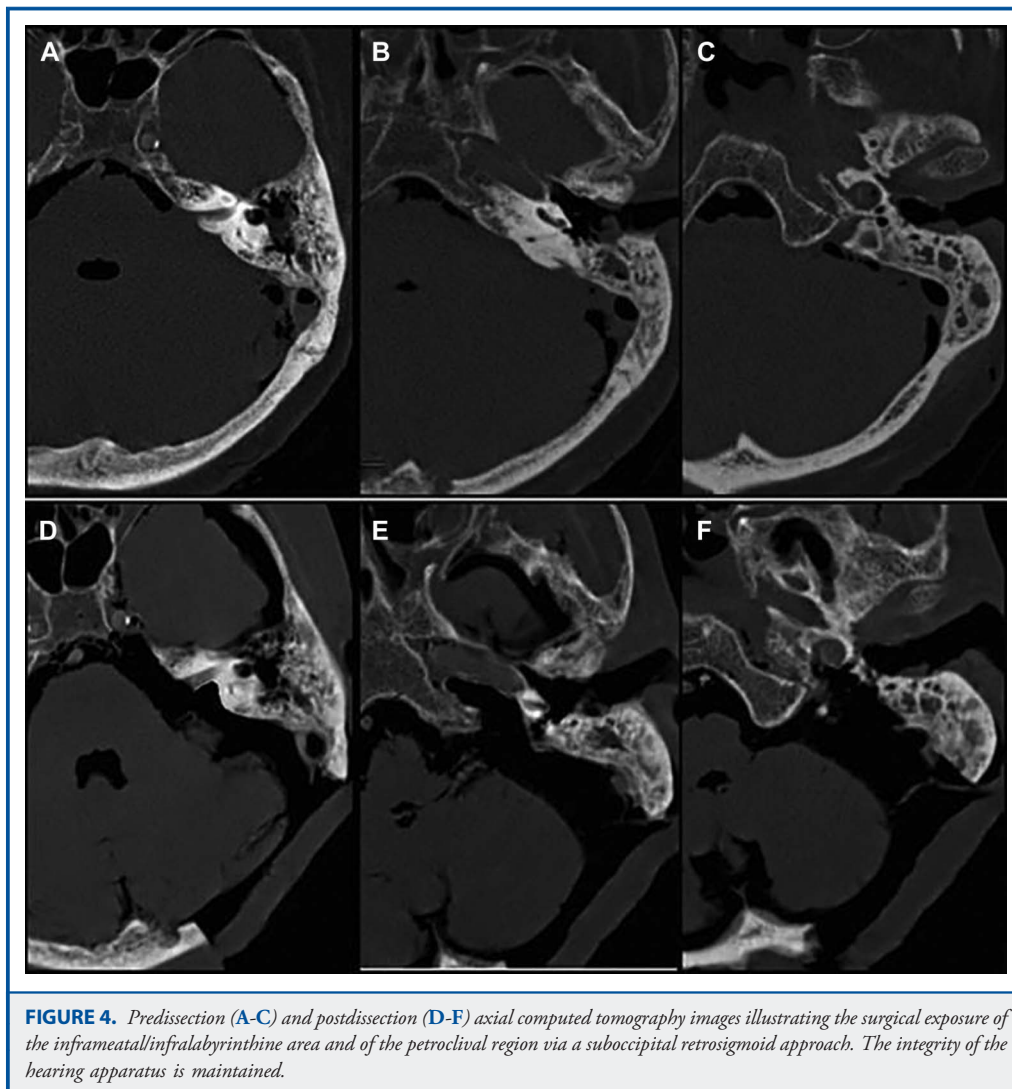 A
B
C
D
E
F
FIGURE 4. Predissection (A-C) and postdissection (D-F) axial computed tomography images illustrating the surgical exposure of
the inframeatal/infralabyrinthine area and of the petroclival region via a suboccipital retrosigmoid approach. The integrity of the
hearing apparatus is maintained.